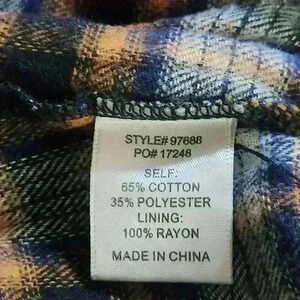 STYLE# 97688
PO# 17248
SELF:
65% COTTON
35% POLYESTER
LINING:
100% RAYON
MADE IN CHINA